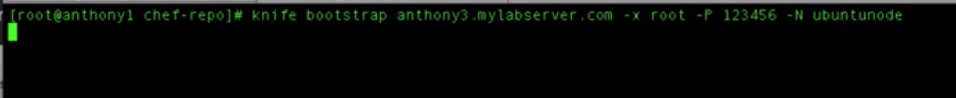 [root@anthony1 chef-repo]# knife bootstrap anthony3.mylabserver.com -x root -P 123456 -N ubuntunode